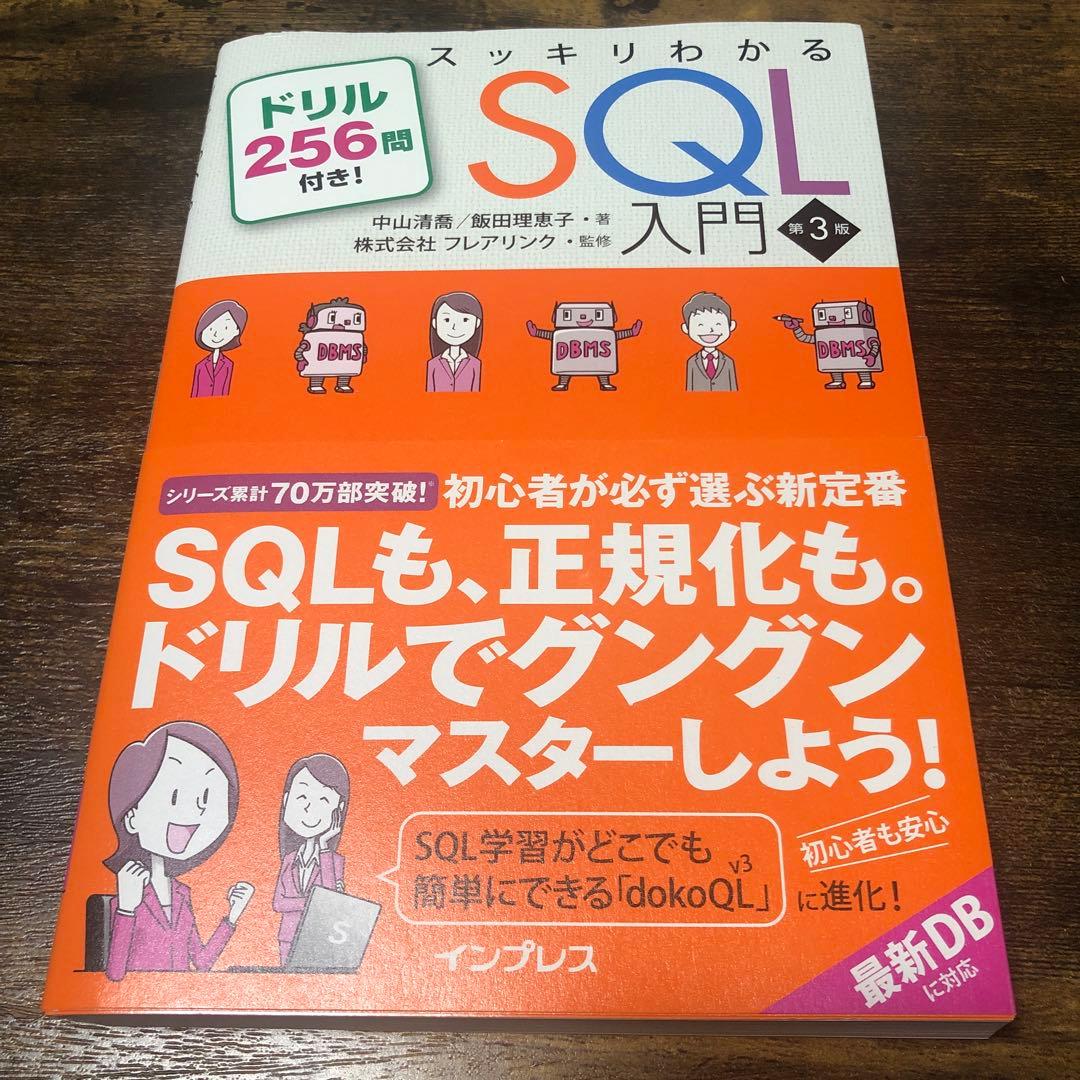 スッキリわかる
SQL
入門 第3版
ドリル
256問
付き!
中山清喬/飯田理恵子・著
株式会社 フレアリンク・監修
DBMS
DBMS
DBMS
シリーズ累計70万部突破!※ 初心者が必ず選ぶ新定番
SQLも、正規化も。
ドリルでグングン
マスターしよう!
SQL学習がどこでも
簡単にできる「dokoQL」v3に進化!
初心者も安心
S
インプレス
最新DB
に対応